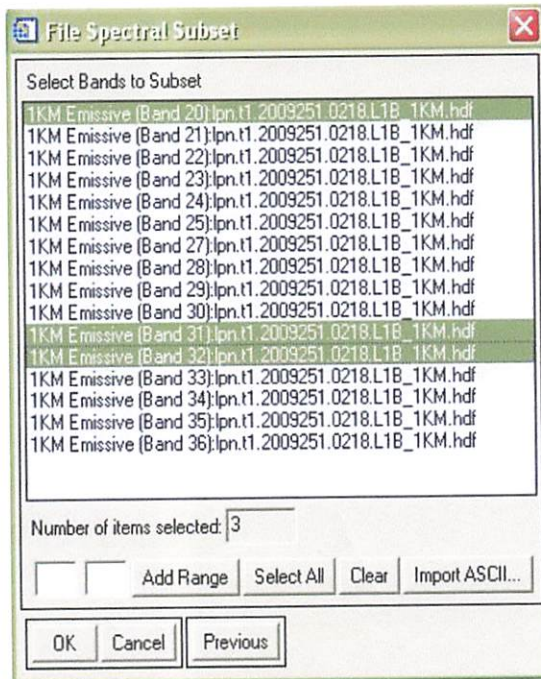 File Spectral Subset
Select Bands to Subset
1KM Emissive (Band 20):lpn.t1.2009251.0218.L1B_1KM.hdf
1KM Emissive (Band 21):lpn.t1.2009251.0218.L1B_1KM.hdf
1KM Emissive (Band 22):lpn.t1.2009251.0218.L1B_1KM.hdf
1KM Emissive (Band 23):lpn.t1.2009251.0218.L1B_1KM.hdf
1KM Emissive (Band 24):lpn.t1.2009251.0218.L1B_1KM.hdf
1KM Emissive (Band 25):lpn.t1.2009251.0218.L1B_1KM.hdf
1KM Emissive (Band 27):lpn.t1.2009251.0218.L1B_1KM.hdf
1KM Emissive (Band 28):lpn.t1.2009251.0218.L1B_1KM.hdf
1KM Emissive (Band 29):lpn.t1.2009251.0218.L1B_1KM.hdf
1KM Emissive (Band 30):lpn.t1.2009251.0218.L1B_1KM.hdf
1KM Emissive (Band 31):lpn.t1.2009251.0218.L1B_1KM.hdf
1KM Emissive (Band 32):lpn.t1.2009251.0218.L1B_1KM.hdf
1KM Emissive (Band 33):lpn.t1.2009251.0218.L1B_1KM.hdf
1KM Emissive (Band 34):lpn.t1.2009251.0218.L1B_1KM.hdf
1KM Emissive (Band 35):lpn.t1.2009251.0218.L1B_1KM.hdf
1KM Emissive (Band 36):lpn.t1.2009251.0218.L1B_1KM.hdf
Number of items selected: 3
Add Range Select All Clear Import ASCII...
OK Cancel Previous